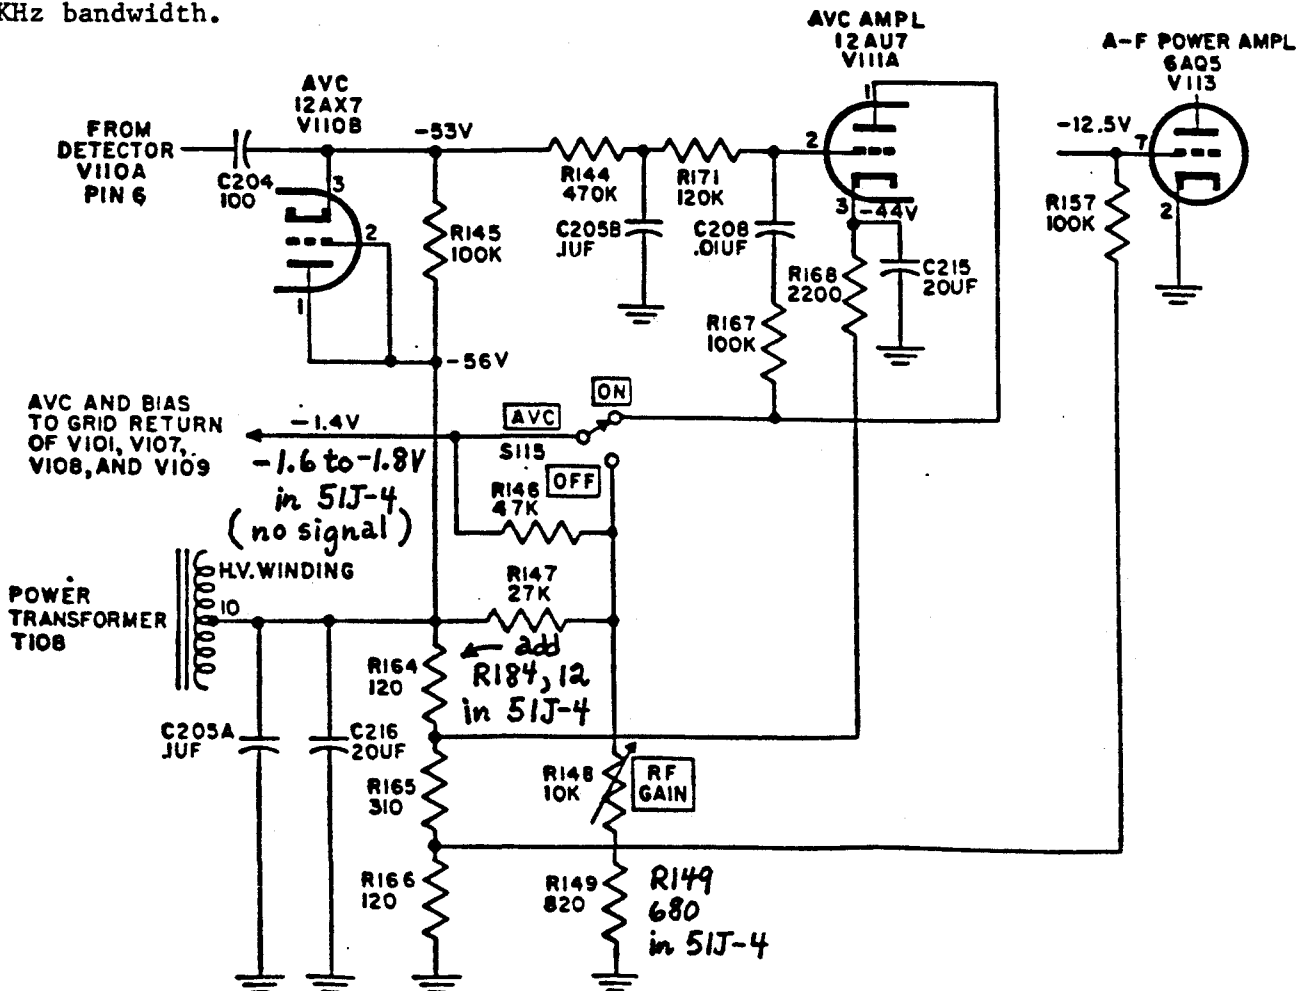 KHz bandwidth.
AVC AMPL
12AU7
V111A
A-F POWER AMPL
6AQ5
V113
AVC
12AX7
V110B
FROM
DETECTOR
V110A
PIN 6
C204
100
3
2
1
-53V
R145
100K
-56V
R144
470K
R171
120K
C205B
.1UF
C208
.01UF
R167
100K
1
2
3
-44V
R168
2200
C215
20UF
-12.5V
7
2
R157
100K
AVC AND BIAS
TO GRID RETURN
OF V101, V107,
V108, AND V109
-1.4V
-1.6 to -1.8V
in 51J-4
(no signal)
AVC
S115
ON
OFF
R146
47K
H.V. WINDING
10
POWER
TRANSFORMER
T108
R147
27K
R164
120
add
R184, 12
in 51J-4
C205A
.1UF
C216
20UF
R165
310
R148
10K
RF
GAIN
R166
120
R149
820
R149
680
in 51J-4